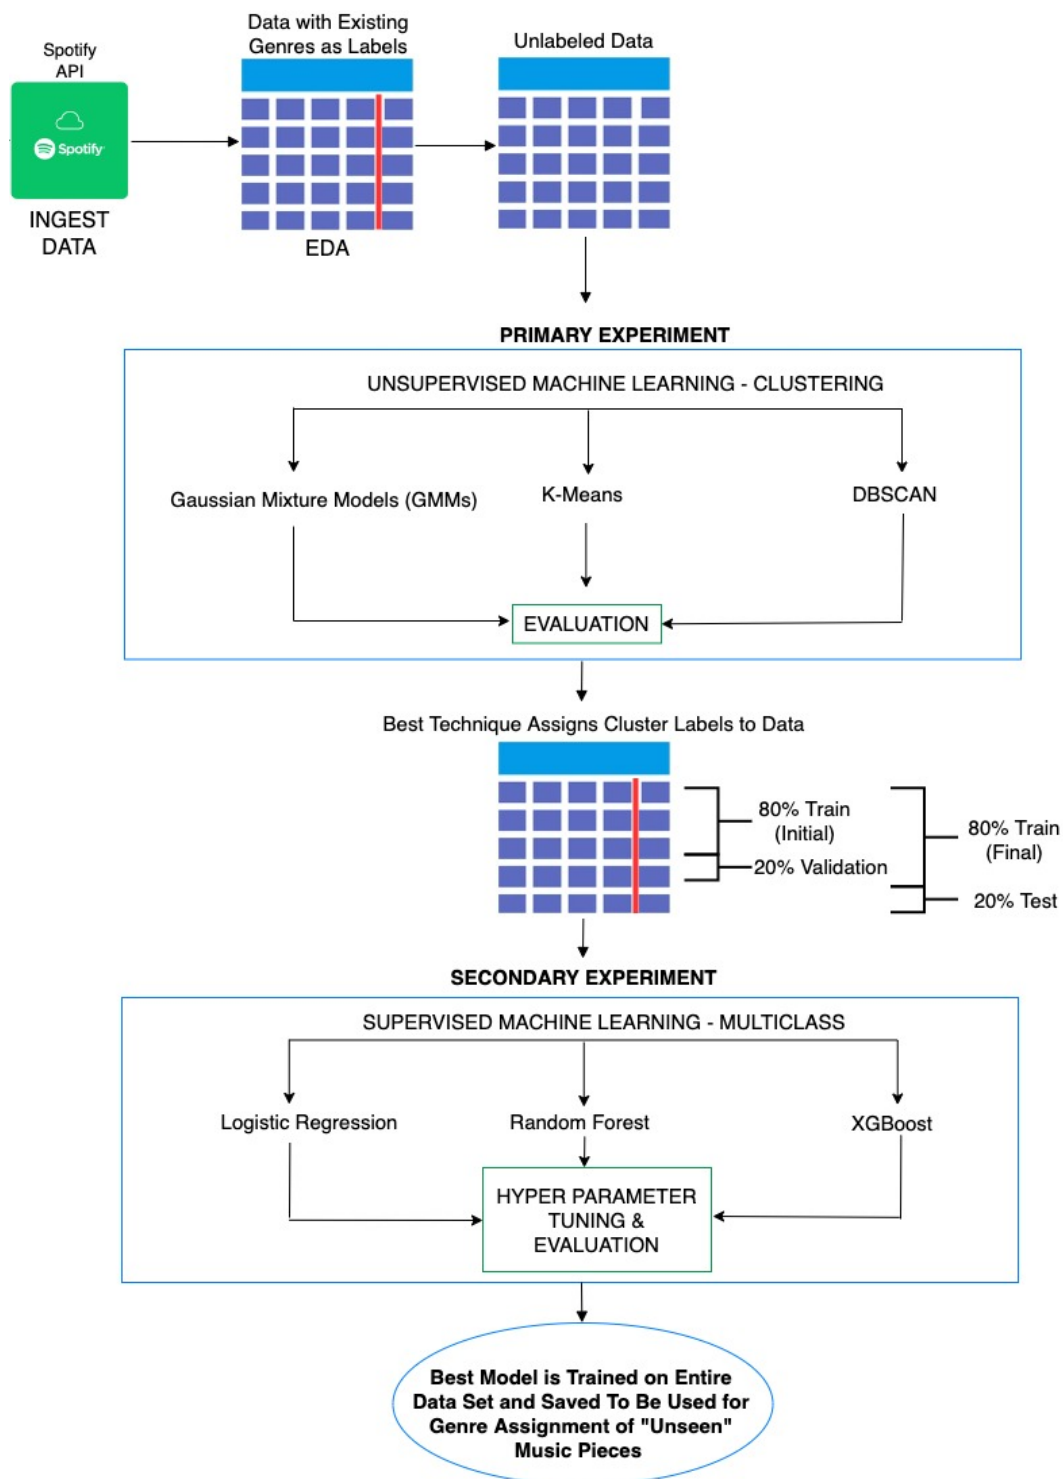 Spotify
API
Spotify
INGEST
DATA
Data with Existing
Genres as Labels
EDA
Unlabeled Data
PRIMARY EXPERIMENT
UNSUPERVISED MACHINE LEARNING - CLUSTERING
Gaussian Mixture Models (GMMs)
K-Means
DBSCAN
EVALUATION
Best Technique Assigns Cluster Labels to Data
80% Train
(Initial)
20% Validation
80% Train
(Final)
20% Test
SECONDARY EXPERIMENT
SUPERVISED MACHINE LEARNING - MULTICLASS
Logistic Regression
Random Forest
XGBoost
HYPER PARAMETER
TUNING &
EVALUATION
Best Model is Trained on Entire
Data Set and Saved To Be Used for
Genre Assignment of "Unseen"
Music Pieces